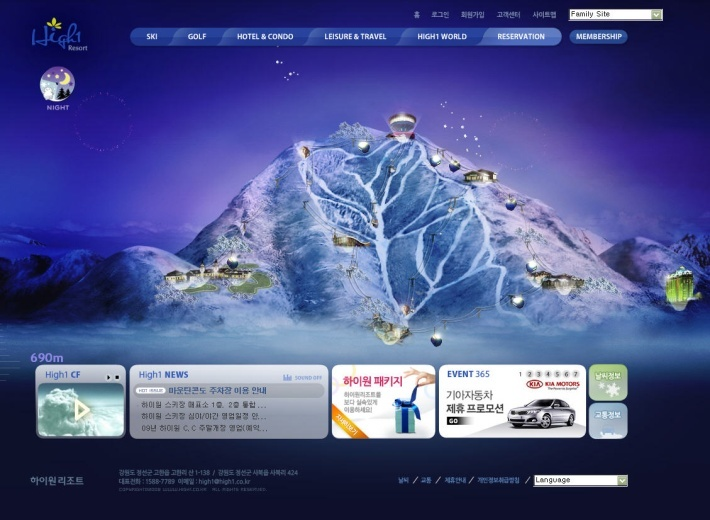 홈 로그인 회원가입 고객센터 사이트맵 Family Site
High1 Resort
SKI GOLF HOTEL & CONDO LEISURE & TRAVEL HIGH1 WORLD RESERVATION MEMBERSHIP
NIGHT
690m
High1 CF
High1 NEWS
SOUND OFF
HOT ISSUE 마운틴콘도 주차장 이용 안내
· 하이원 스키장 매표소 1층, 2층 통합...
· 하이원 스키장 심야/야간 영업일정 안...
· 09년 하이원 C.C 주말개장 영업(예약...
하이원 패키지
하이원리조트를
보다 실속있게
이용하세요!
자세히보기
EVENT 365 1 2 3 4 5 6 7
KIA KIA MOTORS
기아자동차
제휴 프로모션
GO
날씨정보
교통정보
하이원리조트
강원도 정선군 고한읍 고한리 산 1-138 / 강원도 정선군 사북읍 사북리 424
대표전화 : 1588-7789 이메일 : high1@high1.co.kr
날씨 / 교통 / 제휴안내 / 개인정보취급방침 / Language